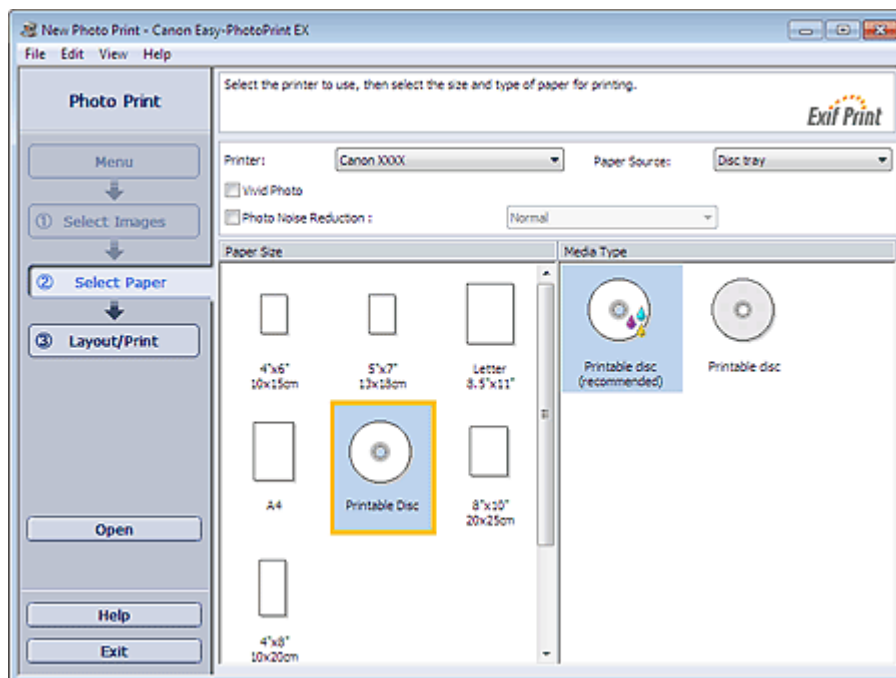 New Photo Print - Canon Easy-PhotoPrint EX
File Edit View Help
Photo Print
Select the printer to use, then select the size and type of paper for printing.
Exif Print
Menu
① Select Images
② Select Paper
③ Layout/Print
Open
Help
Exit
Printer: Canon XXXX Paper Source: Disc tray
Vivid Photo
Photo Noise Reduction : Normal
Paper Size
4"x6"
10x15cm
5"x7"
13x18cm
Letter
8.5"x11"
A4
Printable Disc
8"x10"
20x25cm
4"x8"
10x20cm
Media Type
Printable disc
(recommended)
Printable disc